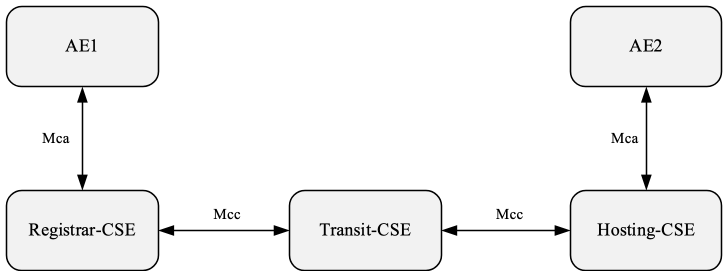 AE1
AE2
Mca
Mca
Registrar-CSE
Mcc
Transit-CSE
Mcc
Hosting-CSE